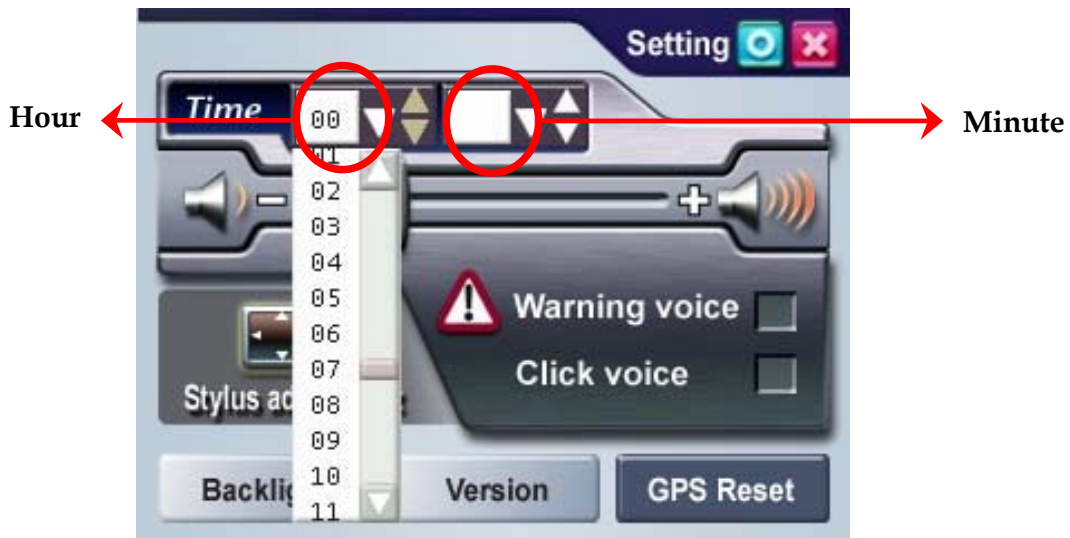 Setting
Time
Hour
00
Minute
01
02
03
04
05
06
07
08
09
10
11
Warning voice
Click voice
Stylus
Version
GPS Reset